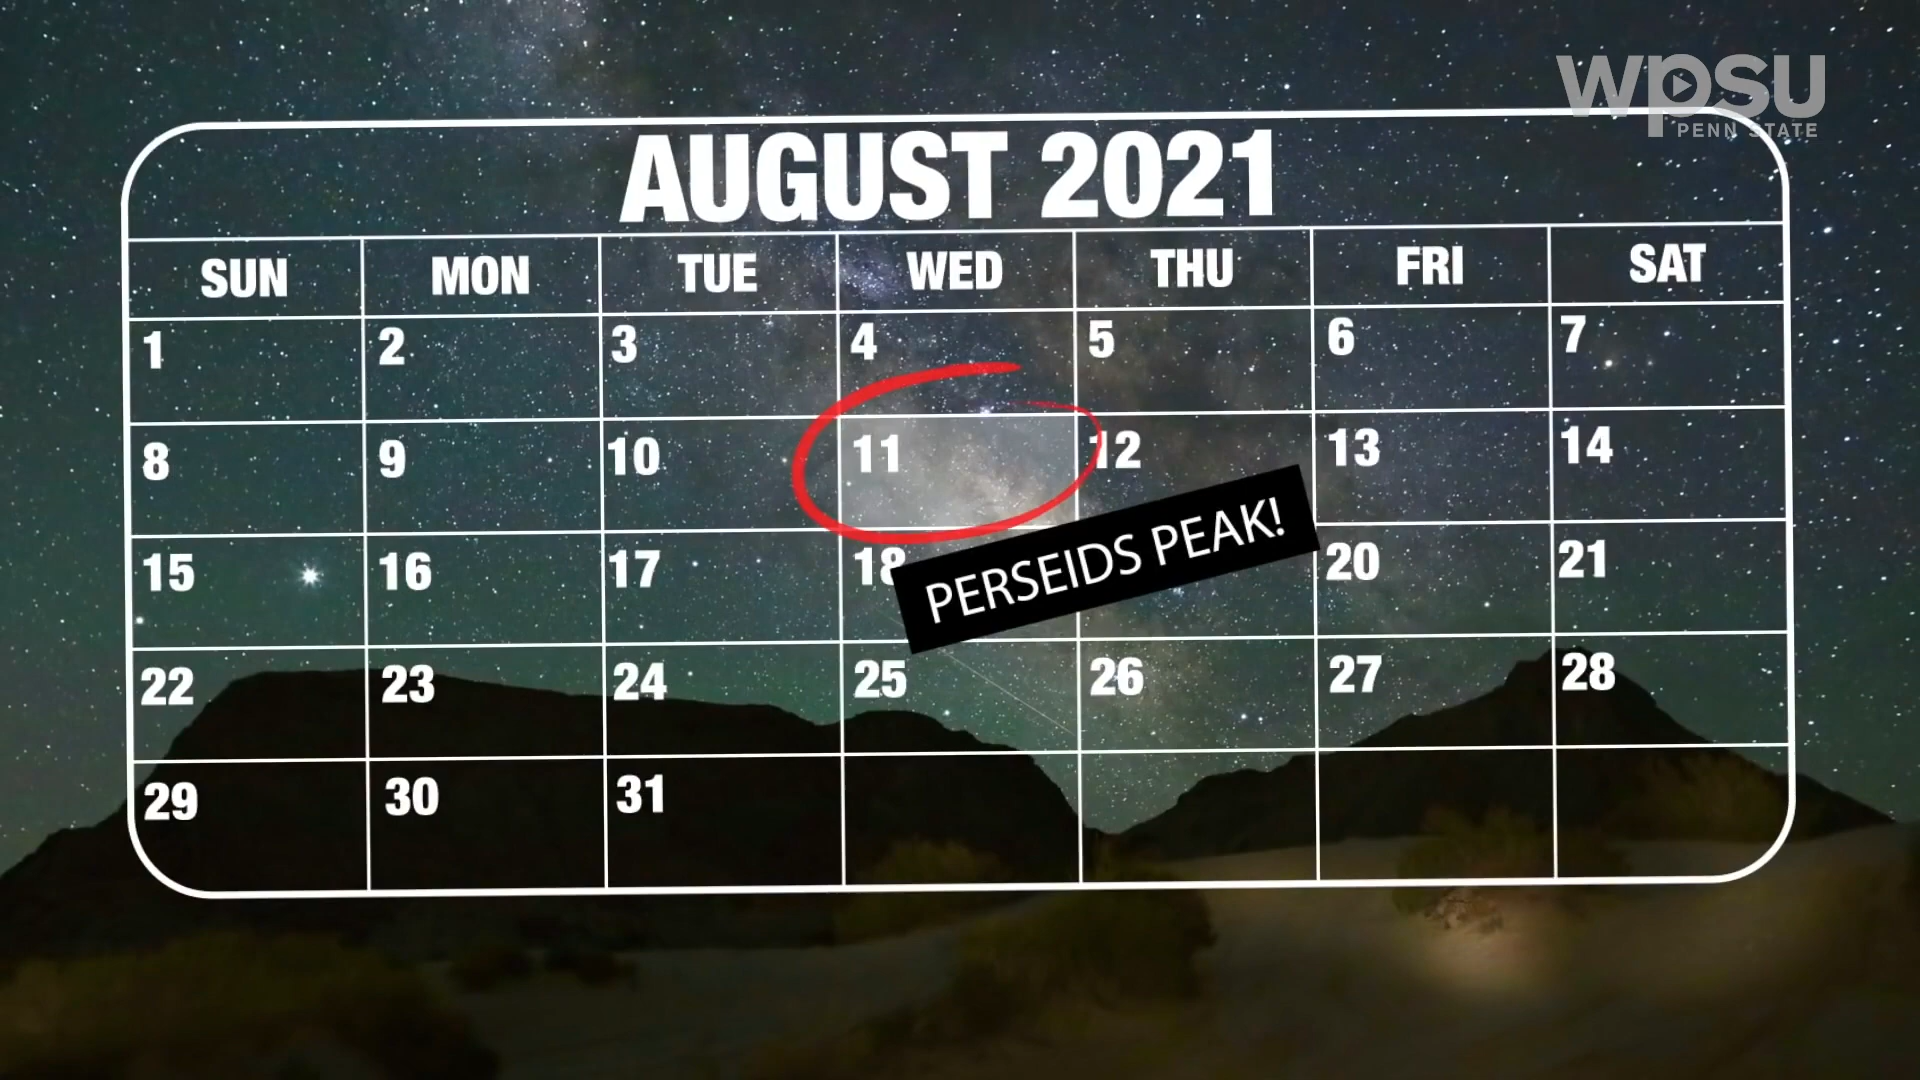 wpsu
PENN STATE
AUGUST 2021
SUN MON TUE WED THU FRI SAT
1 2 3 4 5 6 7
8 9 10 11 12 13 14
PERSEIDS PEAK!
15 16 17 18 20 21
22 23 24 25 26 27 28
29 30 31